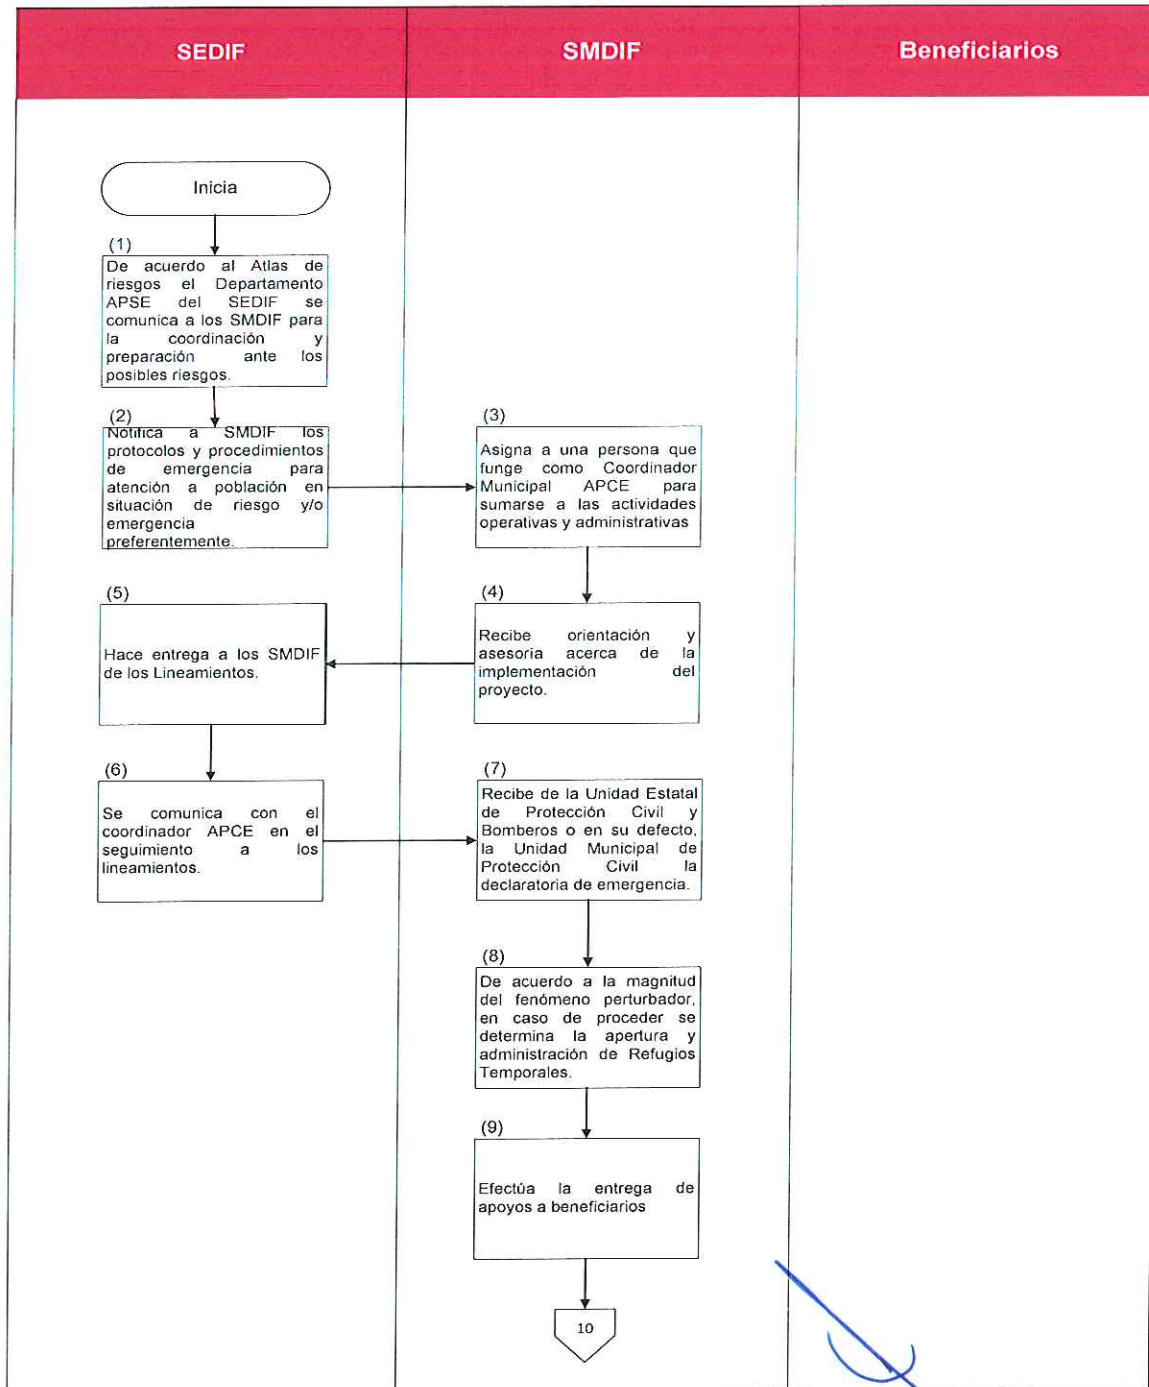 SEDIF
SMDIF
Beneficiarios
Inicia
(1)
De acuerdo al Atlas de
riesgos el Departamento
APSE del SEDIF se
comunica a los SMDIF para
la coordinación y
preparación ante los
posibles riesgos.
(2)
Notifica a SMDIF los
protocolos y procedimientos
de emergencia para
atención a población en
situación de riesgo y/o
emergencia
preferentemente.
(3)
Asigna a una persona que
funge como Coordinador
Municipal APCE para
sumarse a las actividades
operativas y administrativas
(4)
Recibe orientación y
asesoria acerca de la
implementación del
proyecto.
(5)
Hace entrega a los SMDIF
de los Lineamientos.
(6)
Se comunica con el
coordinador APCE en el
seguimiento a los
lineamientos.
(7)
Recibe de la Unidad Estatal
de Protección Civil y
Bomberos o en su defecto,
la Unidad Municipal de
Protección Civil la
declaratoria de emergencia.
(8)
De acuerdo a la magnitud
del fenómeno perturbador,
en caso de proceder se
determina la apertura y
administración de Refugios
Temporales.
(9)
Efectúa la entrega de
apoyos a beneficiarios
10